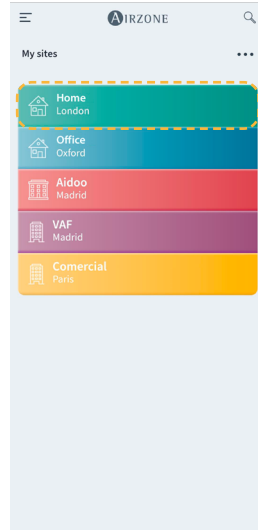 AIRZONE
My sites
Home
London
Office
Oxford
Aidoo
Madrid
VAF
Madrid
Comercial
Paris